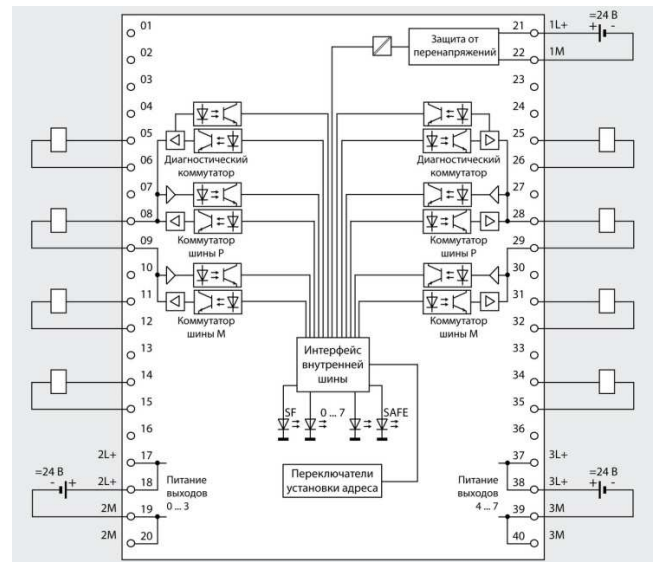 01
02
03
04
05
06
07
08
09
10
11
12
13
14
15
16
2L+ 17
2L+ 18
2M 19
2M 20
=24 В
- +
Диагностический
коммутатор
Коммутатор
шины P
Коммутатор
шины M
Питание
выходов
0 ... 3
Защита от
перенапряжений
Интерфейс
внутренней
шины
SF 0 ... 7 SAFE
Переключатели
установки адреса
Диагностический
коммутатор
Коммутатор
шины P
Коммутатор
шины M
Питание
выходов
4 ... 7
21 1L+
22 1M
=24 В
+ -
23
24
25
26
27
28
29
30
31
32
33
34
35
36
37 3L+
38 3L+
39 3M
40 3M
=24 В
+ -